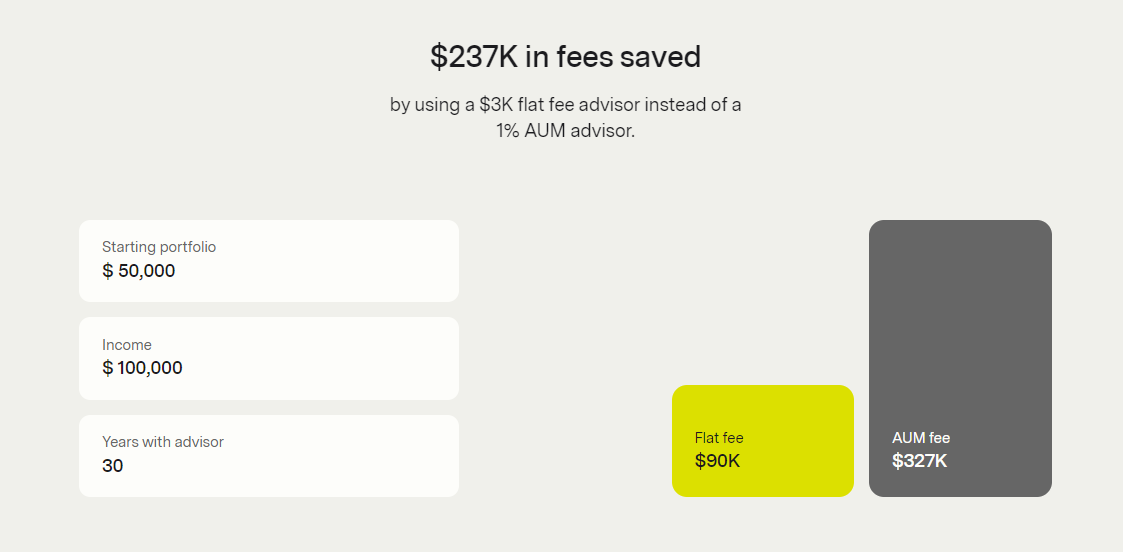 $237K in fees saved
by using a $3K flat fee advisor instead of a
1% AUM advisor.
Starting portfolio
$ 50,000
Income
$ 100,000
Years with advisor
30
Flat fee
$90K
AUM fee
$327K